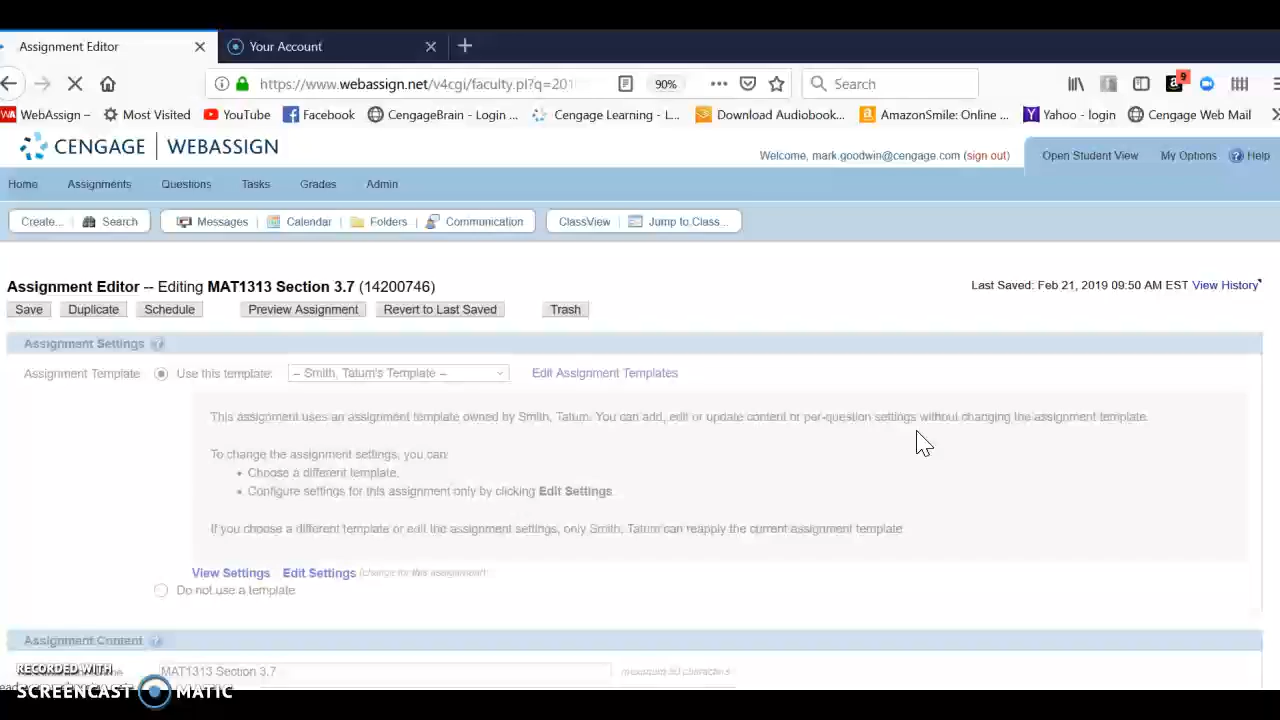 Assignment Editor
Your Account
https://www.webassign.net/v4cgi/faculty.pl?q=201
90%
Search
9
WA WebAssign –
Most Visited
YouTube
Facebook
CengageBrain - Login ...
Cengage Learning - L...
Download Audiobook...
AmazonSmile: Online ...
Yahoo - login
Cengage Web Mail
CENGAGE | WEBASSIGN
Welcome, mark.goodwin@cengage.com (sign out)
Open Student View
My Options
Help
Home
Assignments
Questions
Tasks
Grades
Admin
Create...
Search
Messages
Calendar
Folders
Communication
ClassView
Jump to Class...
Assignment Editor -- Editing MAT1313 Section 3.7 (14200746)
Last Saved: Feb 21, 2019 09:50 AM EST View History
Save
Duplicate
Schedule
Preview Assignment
Revert to Last Saved
Trash
Assignment Settings
Assignment Template
Use this template:
-- Smith, Tatum's Template --
Edit Assignment Templates
This assignment uses an assignment template owned by Smith, Tatum. You can add, edit or update content or per-question settings without changing the assignment template.
To change the assignment settings, you can:
• Choose a different template.
• Configure settings for this assignment only by clicking Edit Settings.
If you choose a different template or edit the assignment settings, only Smith, Tatum can reapply the current assignment template
View Settings
Edit Settings (change for this assignment)
Do not use a template
Assignment Content
MAT1313 Section 3.7
maximum 50 characters
RECORDED WITH
SCREENCAST MATIC